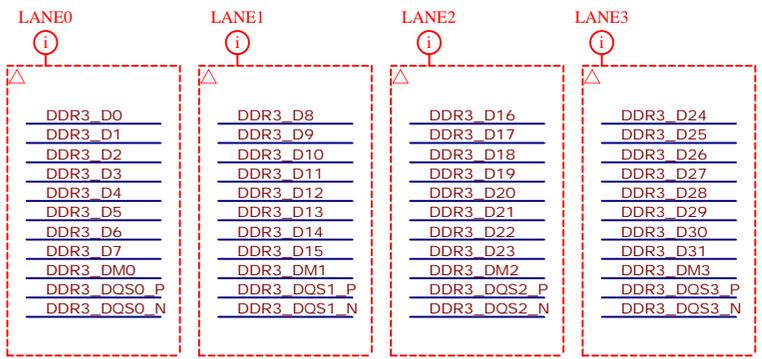 LANE0
i
DDR3_D0
DDR3_D1
DDR3_D2
DDR3_D3
DDR3_D4
DDR3_D5
DDR3_D6
DDR3_D7
DDR3_DM0
DDR3_DQS0_P
DDR3_DQS0_N
LANE1
i
DDR3_D8
DDR3_D9
DDR3_D10
DDR3_D11
DDR3_D12
DDR3_D13
DDR3_D14
DDR3_D15
DDR3_DM1
DDR3_DQS1_P
DDR3_DQS1_N
LANE2
i
DDR3_D16
DDR3_D17
DDR3_D18
DDR3_D19
DDR3_D20
DDR3_D21
DDR3_D22
DDR3_D23
DDR3_DM2
DDR3_DQS2_P
DDR3_DQS2_N
LANE3
i
DDR3_D24
DDR3_D25
DDR3_D26
DDR3_D27
DDR3_D28
DDR3_D29
DDR3_D30
DDR3_D31
DDR3_DM3
DDR3_DQS3_P
DDR3_DQS3_N